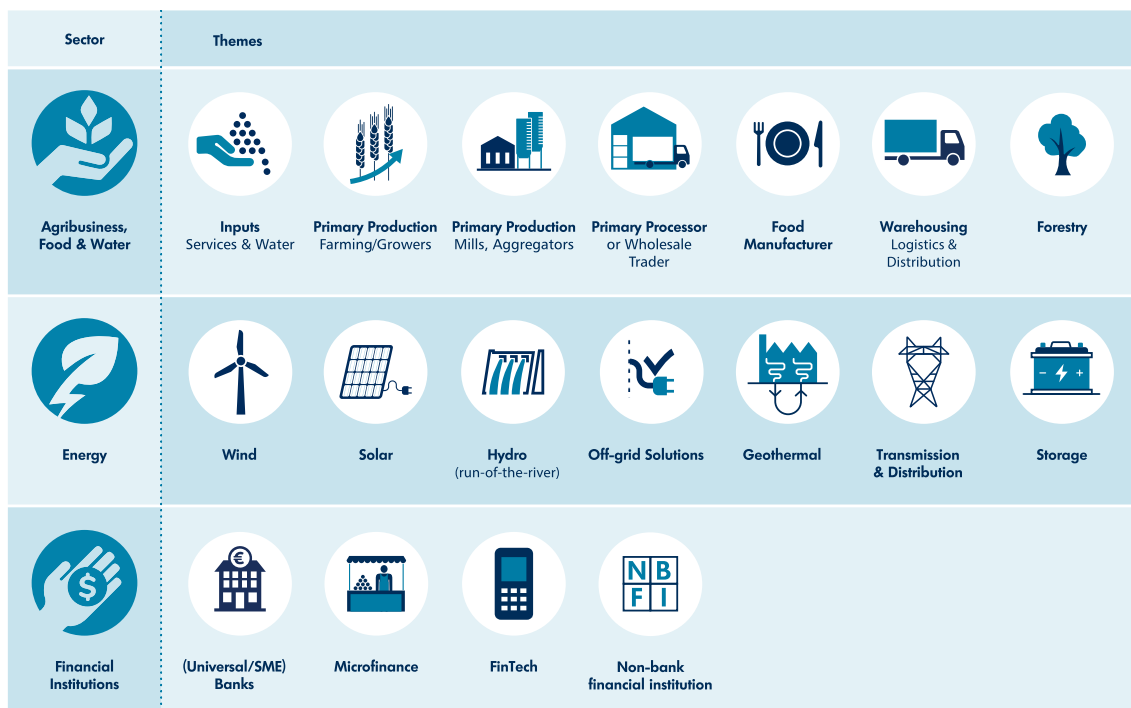 Sector
Themes
Agribusiness,
Food & Water
Inputs
Services & Water
Primary Production
Farming/Growers
Primary Production
Mills, Aggregators
Primary Processor
or Wholesale
Trader
Food
Manufacturer
Warehousing
Logistics &
Distribution
Forestry
Energy
Wind
Solar
Hydro
(run-of-the-river)
Off-grid Solutions
Geothermal
Transmission
& Distribution
- +
Storage
$
Financial
Institutions
€
(Universal/SME)
Banks
Microfinance
FinTech
N B
F I
Non-bank
financial institution